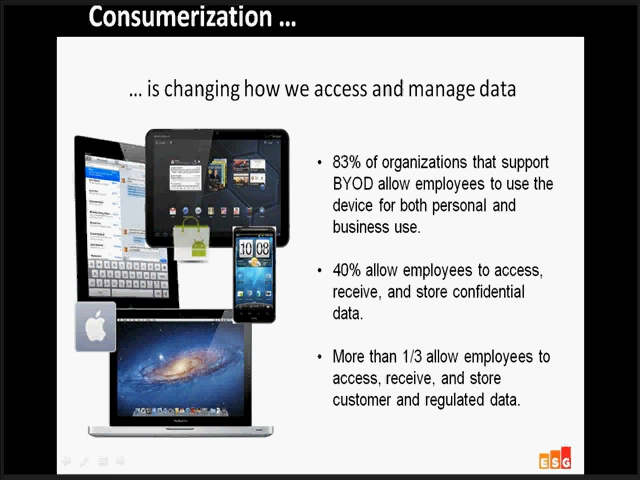 Consumerization ...
... is changing how we access and manage data
• 83% of organizations that support
BYOD allow employees to use the
device for both personal and
business use.
• 40% allow employees to access,
receive, and store confidential
data.
• More than 1/3 allow employees to
access, receive, and store
customer and regulated data.
10 08
ESG